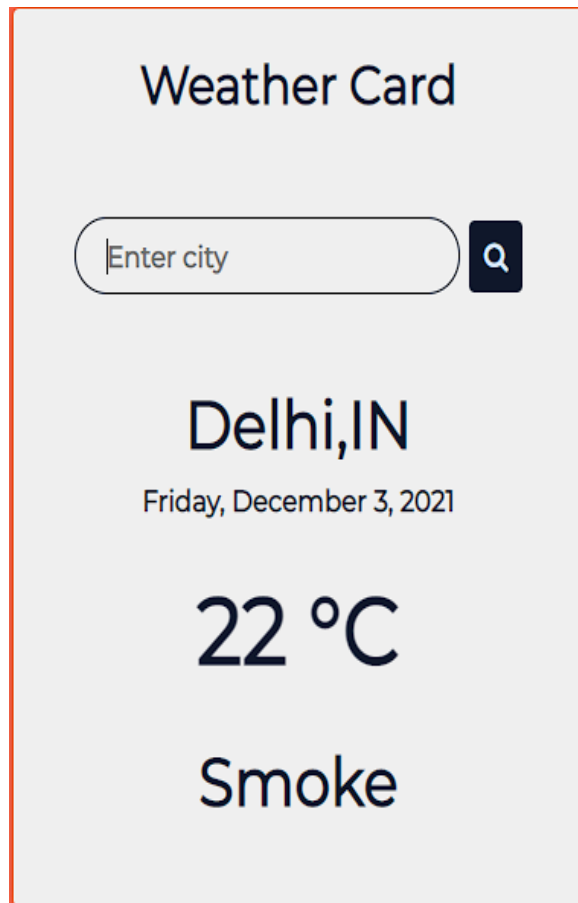 Weather Card
Enter city
Delhi,IN
Friday, December 3, 2021
22 °C
Smoke